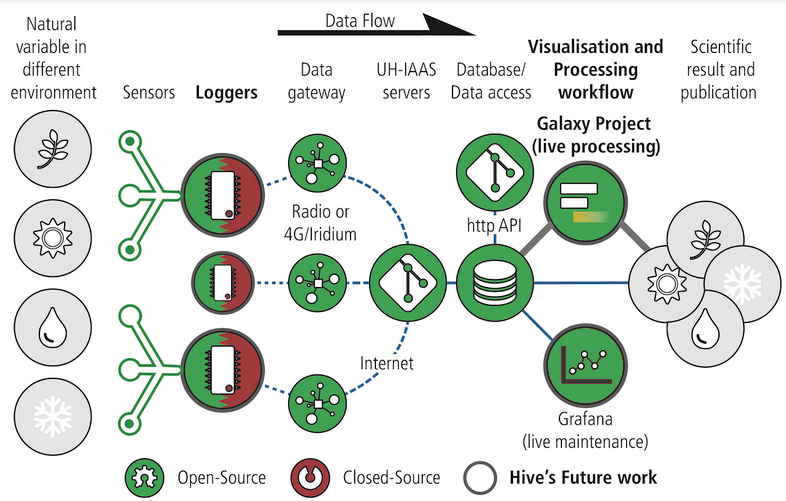 Natural
variable in
different
environment
Data Flow
Sensors
Loggers
Data
gateway
UH-IAAS
servers
Database/
Data access
Visualisation and
Processing
workflow
Scientific
result and
publication
Galaxy Project
(live processing)
Radio or
4G/Iridium
http API
Internet
Grafana
(live maintenance)
Open-Source
Closed-Source
Hive's Future work